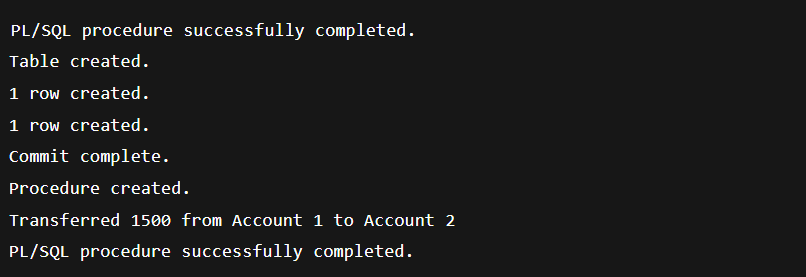 PL/SQL procedure successfully completed.
Table created.
1 row created.
1 row created.
Commit complete.
Procedure created.
Transferred 1500 from Account 1 to Account 2
PL/SQL procedure successfully completed.